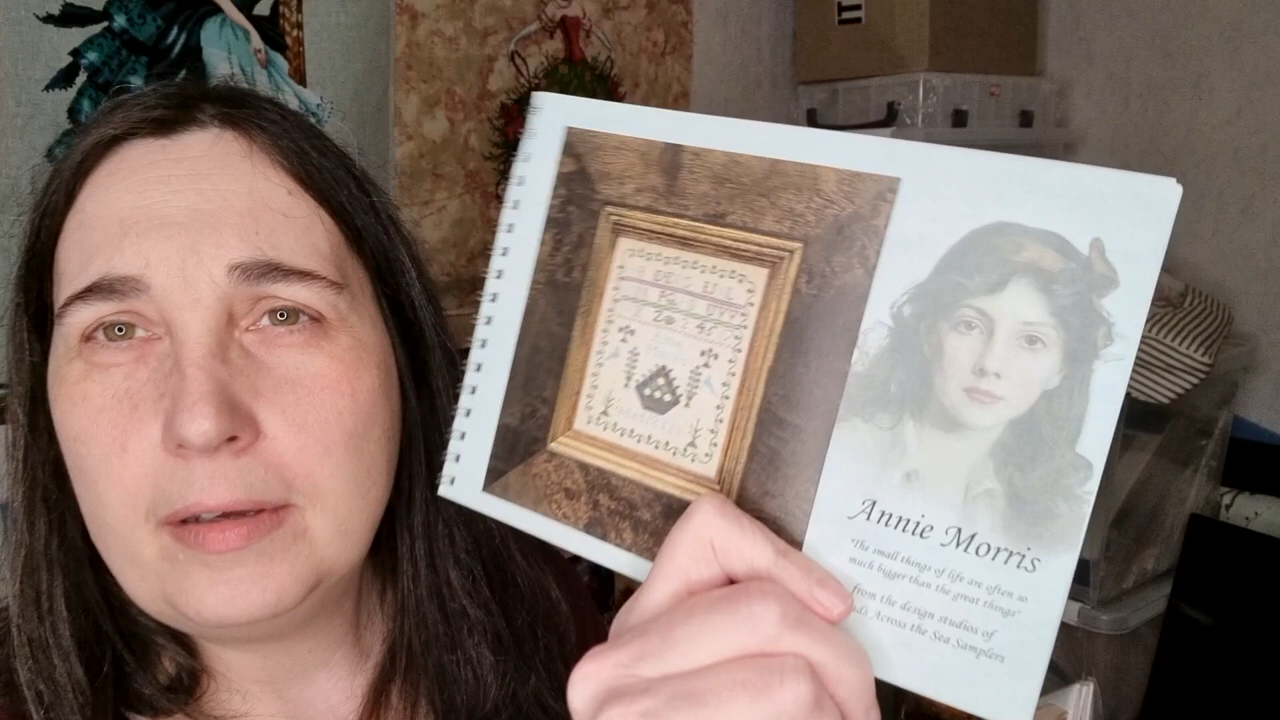 IT
Annie Morris
"The small things of life are often so
much bigger than the great things"
from the design studios of
Across the Sea Samplers